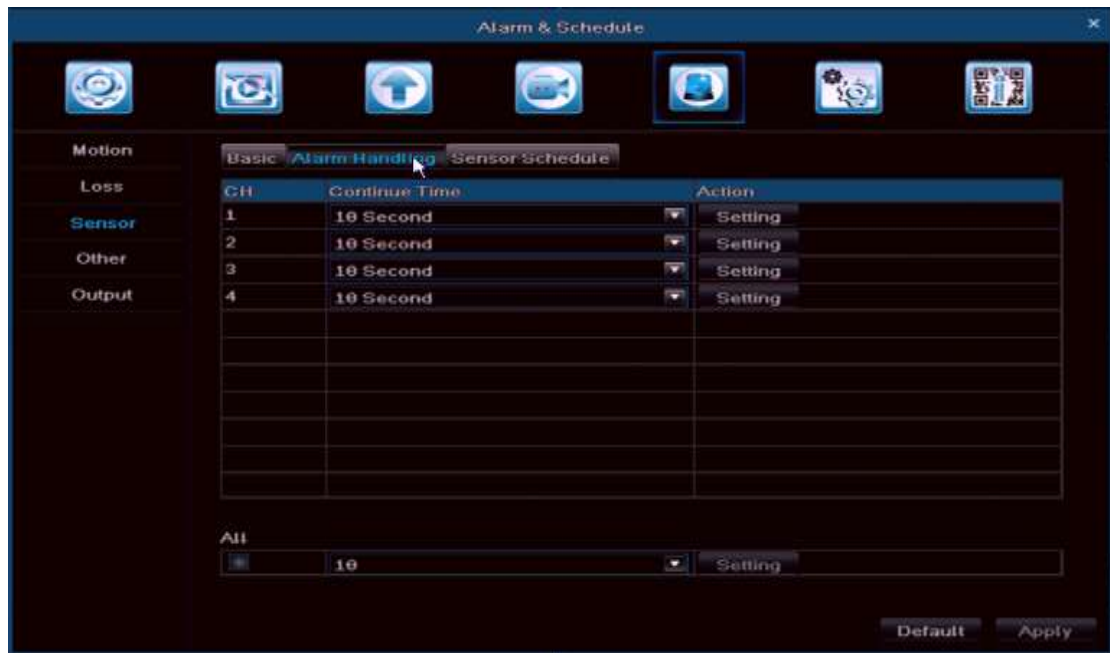 Alarm & Schedule
Motion
Loss
Sensor
Other
Output
Basic Alarm Handling Sensor Schedule
CH Continue Time Action
1 10 Second Setting
2 10 Second Setting
3 10 Second Setting
4 10 Second Setting
All
10 Setting
Default Apply